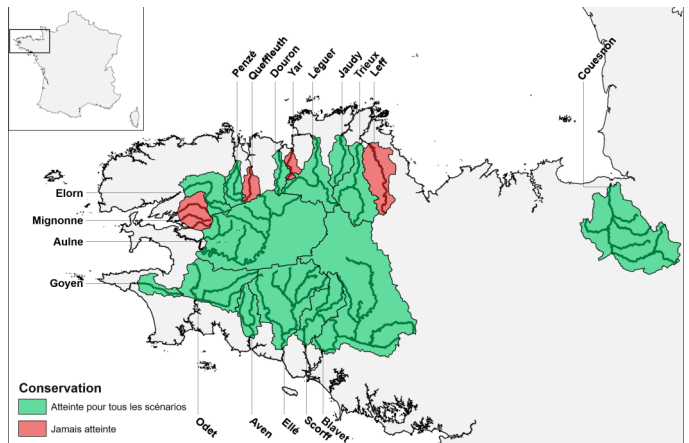 Penzé
Queffleuth
Douron
Yar
Léguer
Jaudy
Trieux
Leff
Couesnon
Elorn
Mignonne
Aulne
Goyen
Odet
Aven
Ellé
Scorff
Blavet
Conservation
Atteinte pour tous les scénarios
Jamais atteinte